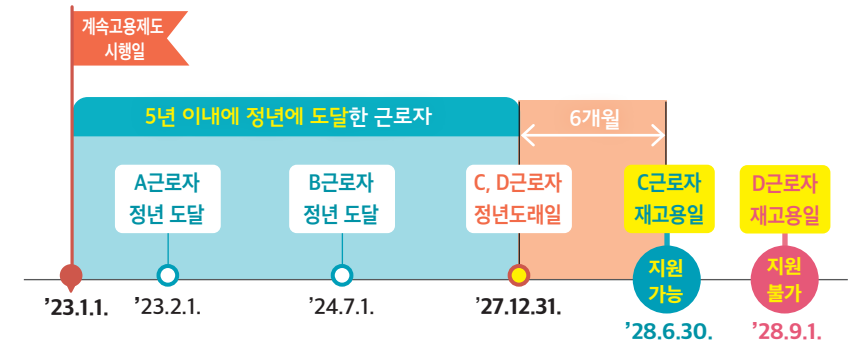 계속고용제도
시행일
5년 이내에 정년에 도달한 근로자
6개월
A근로자
정년 도달
B근로자
정년 도달
C, D근로자
정년도래일
C근로자
재고용일
D근로자
재고용일
지원
가능
지원
불가
’23.1.1.
’23.2.1.
’24.7.1.
’27.12.31.
’28.6.30.
’28.9.1.